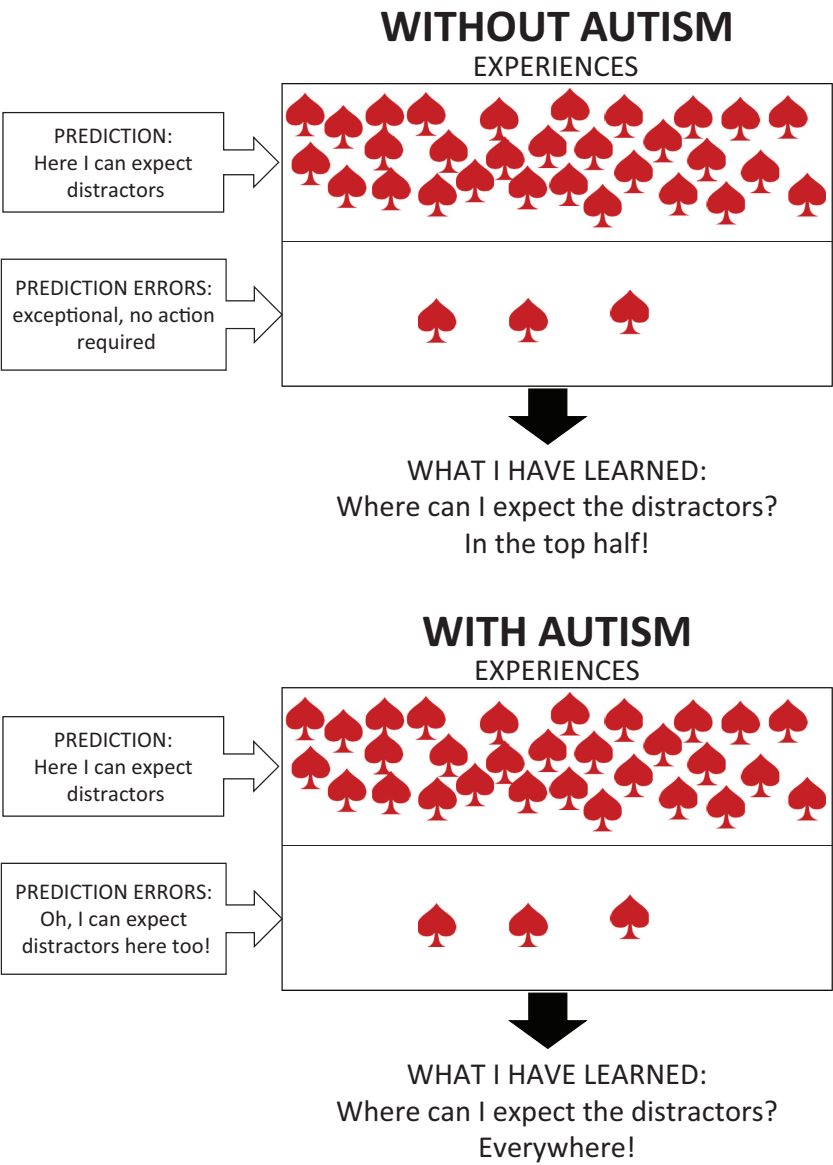 WITHOUT AUTISM
EXPERIENCES
PREDICTION:
Here I can expect
distractors
PREDICTION ERRORS:
exceptional, no action
required
WHAT I HAVE LEARNED:
Where can I expect the distractors?
In the top half!
WITH AUTISM
EXPERIENCES
PREDICTION:
Here I can expect
distractors
PREDICTION ERRORS:
Oh, I can expect
distractors here too!
WHAT I HAVE LEARNED:
Where can I expect the distractors?
Everywhere!